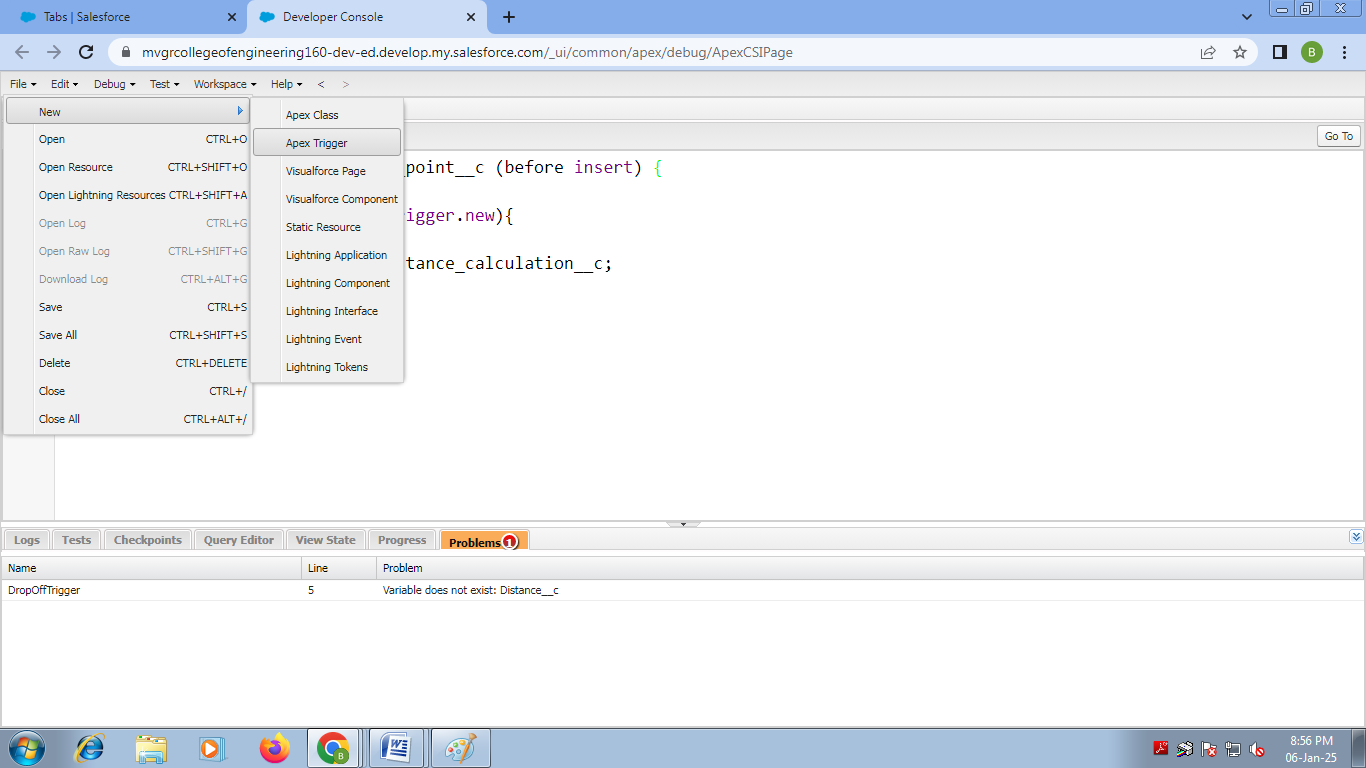 Tabs | Salesforce
Developer Console
mvgrcollegeofengineering160-dev-ed.develop.my.salesforce.com/_ui/common/apex/debug/ApexCSIPage
B
File Edit Debug Test Workspace Help < >
New
Open CTRL+O
Open Resource CTRL+SHIFT+O
Open Lightning Resources CTRL+SHIFT+A
Open Log CTRL+G
Open Raw Log CTRL+SHIFT+G
Download Log CTRL+ALT+G
Save CTRL+S
Save All CTRL+SHIFT+S
Delete CTRL+DELETE
Close CTRL+/
Close All CTRL+ALT+/
Apex Class
Apex Trigger
Visualforce Page
Visualforce Component
Static Resource
Lightning Application
Lightning Component
Lightning Interface
Lightning Event
Lightning Tokens
Go To
_point__c (before insert) {
igger.new){
tance_calculation__c;
Logs Tests Checkpoints Query Editor View State Progress Problems 1
Name Line Problem
DropOffTrigger 5 Variable does not exist: Distance__c
8:56 PM
06-Jan-25